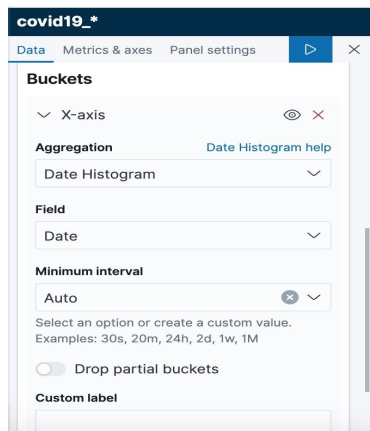 covid19_*
Data Metrics & axes Panel settings
Buckets
X-axis
Aggregation Date Histogram help
Date Histogram
Field
Date
Minimum interval
Auto
Select an option or create a custom value.
Examples: 30s, 20m, 24h, 2d, 1w, 1M
Drop partial buckets
Custom label